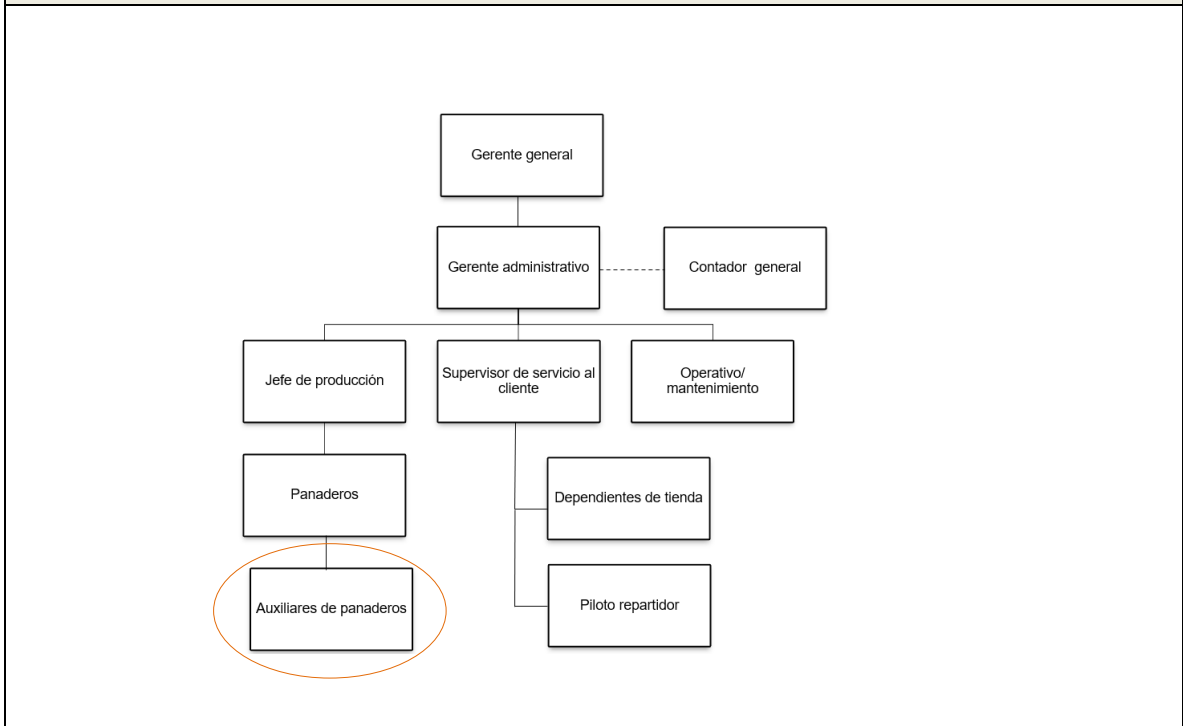 Gerente general
Gerente administrativo
Contador general
Jefe de producción
Supervisor de servicio al
cliente
Operativo/
mantenimiento
Panaderos
Dependientes de tienda
Auxiliares de panaderos
Piloto repartidor